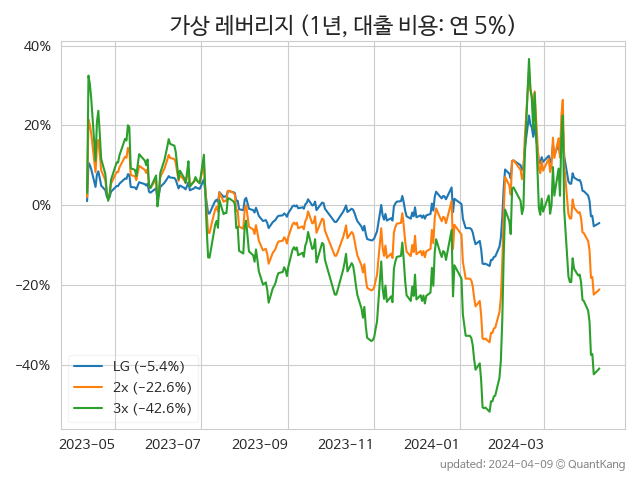 가상 레버리지 (1년, 대출 비용: 연 5%)
40%
20%
0%
−20%
−40%
LG (−5.4%)
2x (−22.6%)
3x (−42.6%)
2023-05 2023-07 2023-09 2023-11 2024-01 2024-03
updated: 2024-04-09 © QuantKang